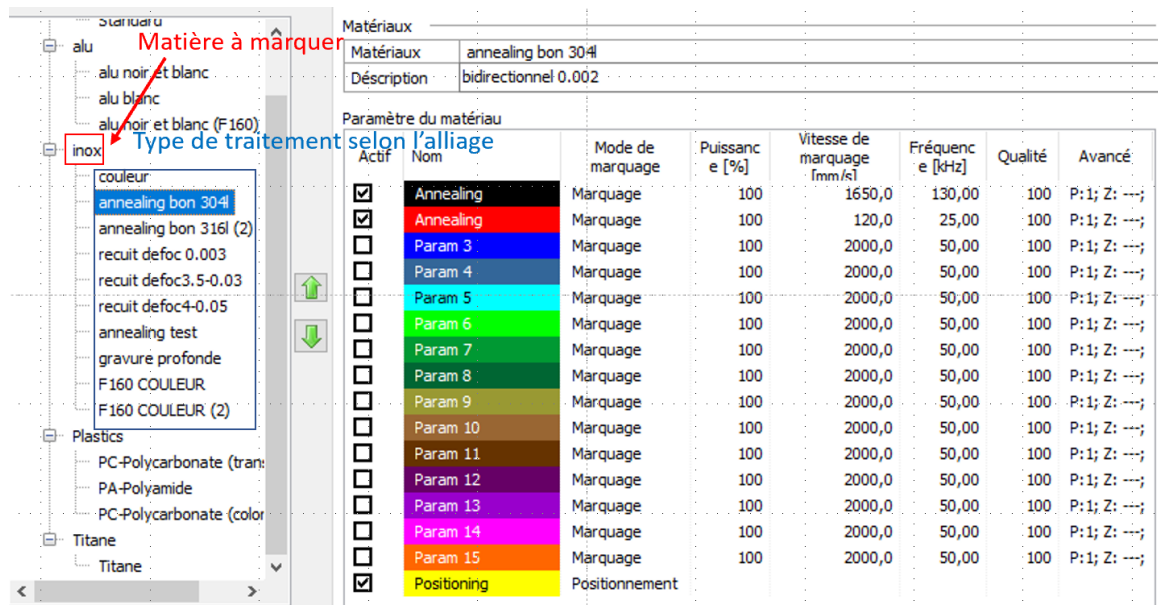 Standard
alu
alu noir et blanc
alu blanc
alu noir et blanc (F160)
inox
couleur
annealing bon 304l
annealing bon 316l (2)
recuit defoc 0.003
recuit defoc3.5-0.03
recuit defoc4-0.05
annealing test
gravure profonde
F160 COULEUR
F160 COULEUR (2)
Plastics
PC-Polycarbonate (trans
PA-Polyamide
PC-Polycarbonate (color
Titane
Titane
Matière à marquer
Type de traitement selon l'alliage
Matériaux
Matériaux annealing bon 304l
Déscription bidirectionnel 0.002
Paramètre du matériau
Actif Nom Mode de marquage Puissance [%] Vitesse de marquage [mm/s] Fréquence [kHz] Qualité Avancé
Annealing Marquage 100 1650,0 130,00 100 P:1; Z: ---;
Annealing Marquage 100 120,0 25,00 100 P:1; Z: ---;
Param 3 Marquage 100 2000,0 50,00 100 P:1; Z: ---;
Param 4 Marquage 100 2000,0 50,00 100 P:1; Z: ---;
Param 5 Marquage 100 2000,0 50,00 100 P:1; Z: ---;
Param 6 Marquage 100 2000,0 50,00 100 P:1; Z: ---;
Param 7 Marquage 100 2000,0 50,00 100 P:1; Z: ---;
Param 8 Marquage 100 2000,0 50,00 100 P:1; Z: ---;
Param 9 Marquage 100 2000,0 50,00 100 P:1; Z: ---;
Param 10 Marquage 100 2000,0 50,00 100 P:1; Z: ---;
Param 11 Marquage 100 2000,0 50,00 100 P:1; Z: ---;
Param 12 Marquage 100 2000,0 50,00 100 P:1; Z: ---;
Param 13 Marquage 100 2000,0 50,00 100 P:1; Z: ---;
Param 14 Marquage 100 2000,0 50,00 100 P:1; Z: ---;
Param 15 Marquage 100 2000,0 50,00 100 P:1; Z: ---;
Positioning Positionnement